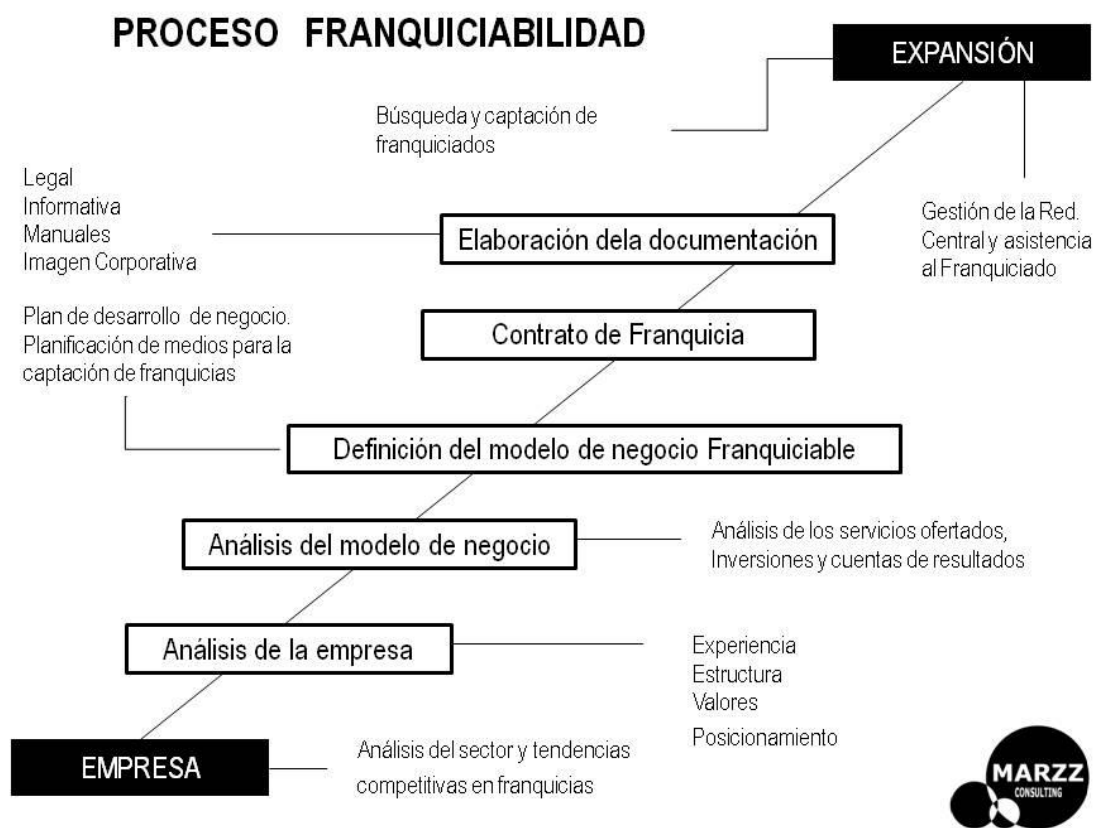 PROCESO FRANQUICIABILIDAD
EXPANSIÓN
Búsqueda y captación de
franquiciados
Legal
Informativa
Manuales
Imagen Corporativa
Elaboración dela documentación
Gestión de la Red.
Central y asistencia
al Franquiciado
Plan de desarrollo de negocio.
Planificación de medios para la
captación de franquicias
Contrato de Franquicia
Definición del modelo de negocio Franquiciable
Análisis del modelo de negocio
Análisis de los servicios ofertados,
Inversiones y cuentas de resultados
Análisis de la empresa
Experiencia
Estructura
Valores
Posicionamiento
EMPRESA
Análisis del sector y tendencias
competitivas en franquicias
MARZZ
CONSULTING